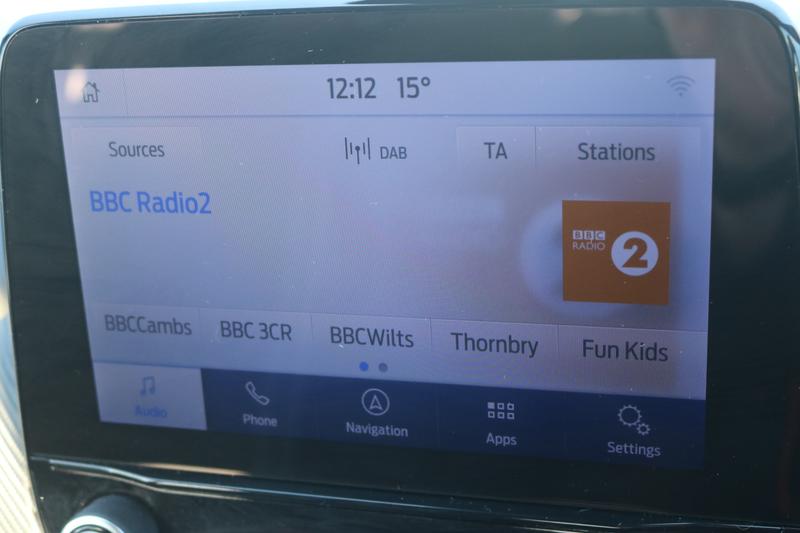 12:12 15°
Sources DAB TA Stations
BBC Radio2
BBC
RADIO 2
BBCCambs BBC 3CR BBCWilts Thornbry Fun Kids
Audio Phone Navigation Apps Settings